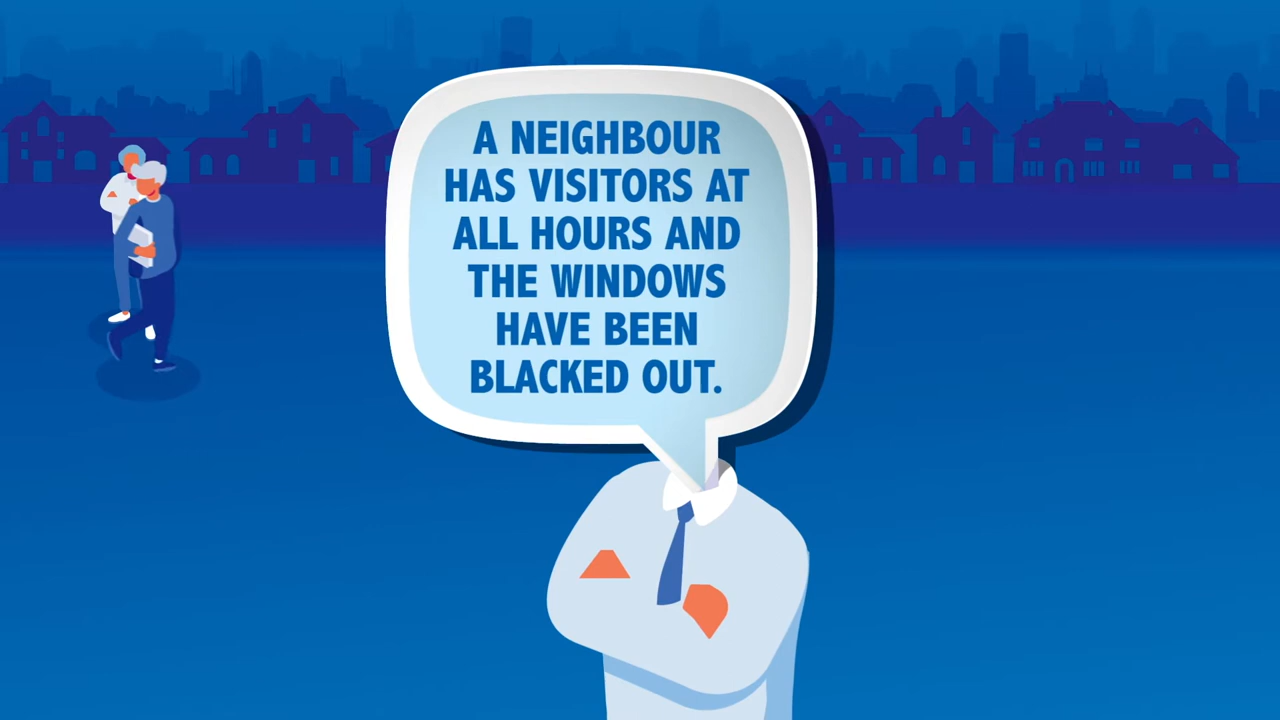 A NEIGHBOUR
HAS VISITORS AT
ALL HOURS AND
THE WINDOWS
HAVE BEEN
BLACKED OUT.